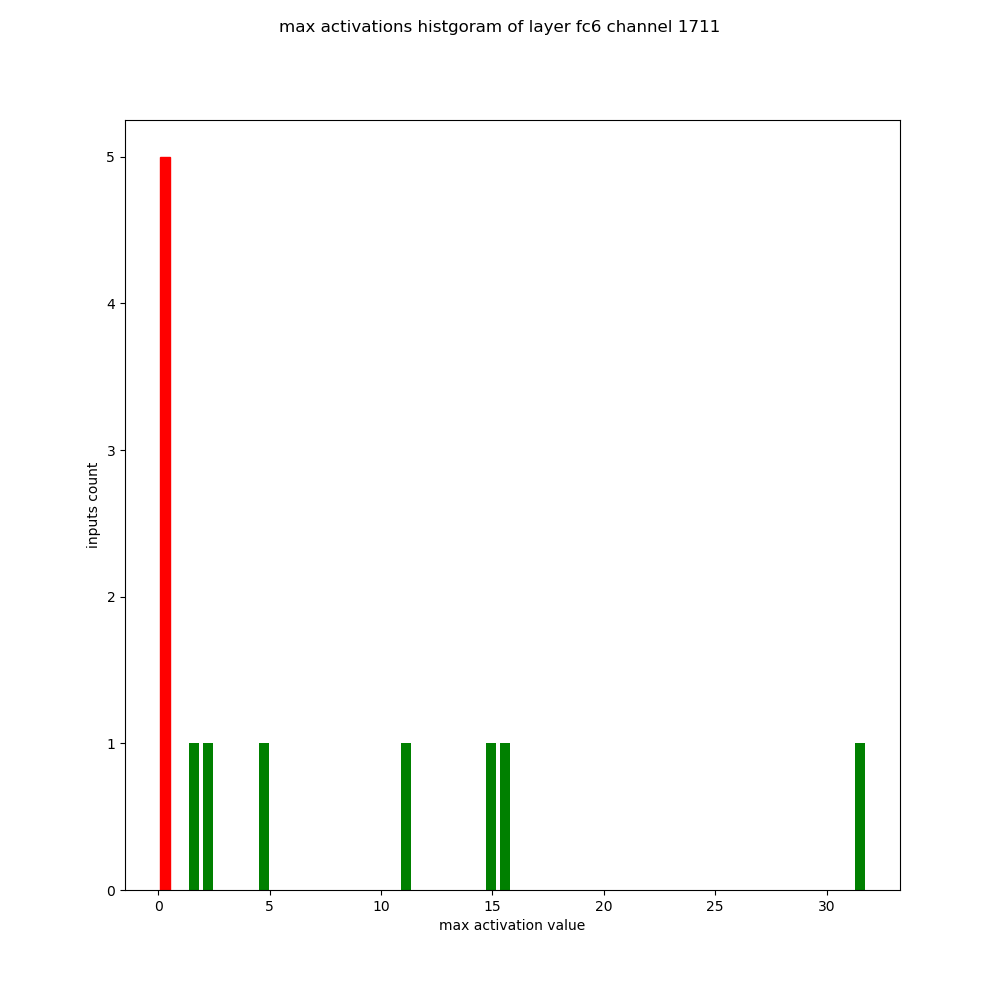 max activations histgoram of layer fc6 channel 1711
5
4
3
2
1
0
inputs count
0 5 10 15 20 25 30
max activation value